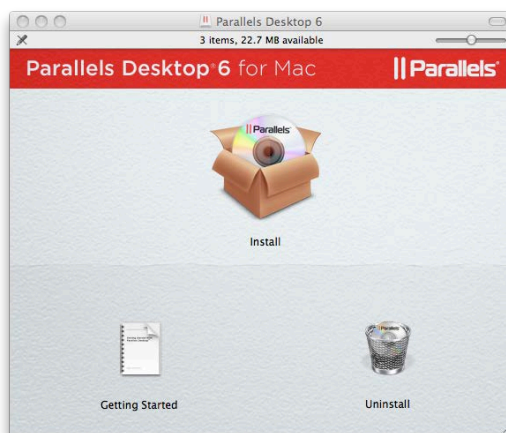 Parallels Desktop 6
3 items, 22.7 MB available
Parallels Desktop®6 for Mac
Parallels®
Parallels
Install
Parallels
Getting Started
Uninstall